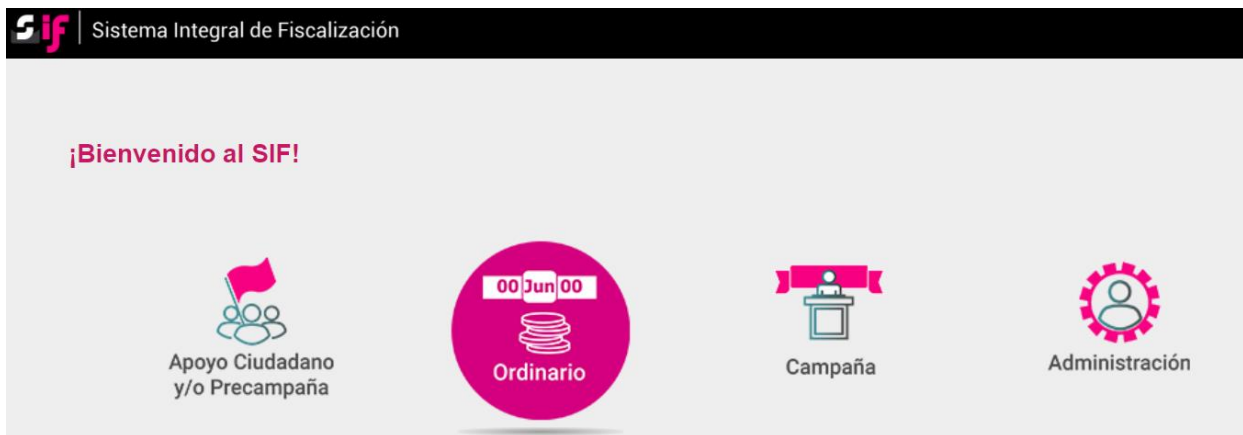 sif Sistema Integral de Fiscalización
¡Bienvenido al SIF!
00 Jun 00
Apoyo Ciudadano
y/o Precampaña
Ordinario
Campaña
Administración